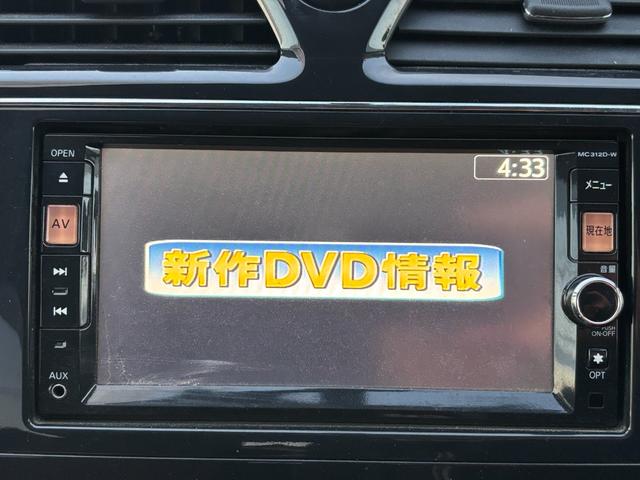 OPEN
MC312D-W
4:33
メニュー
AV
現在地
新作DVD情報
音量
PUSH
ON-OFF
AUX
OPT